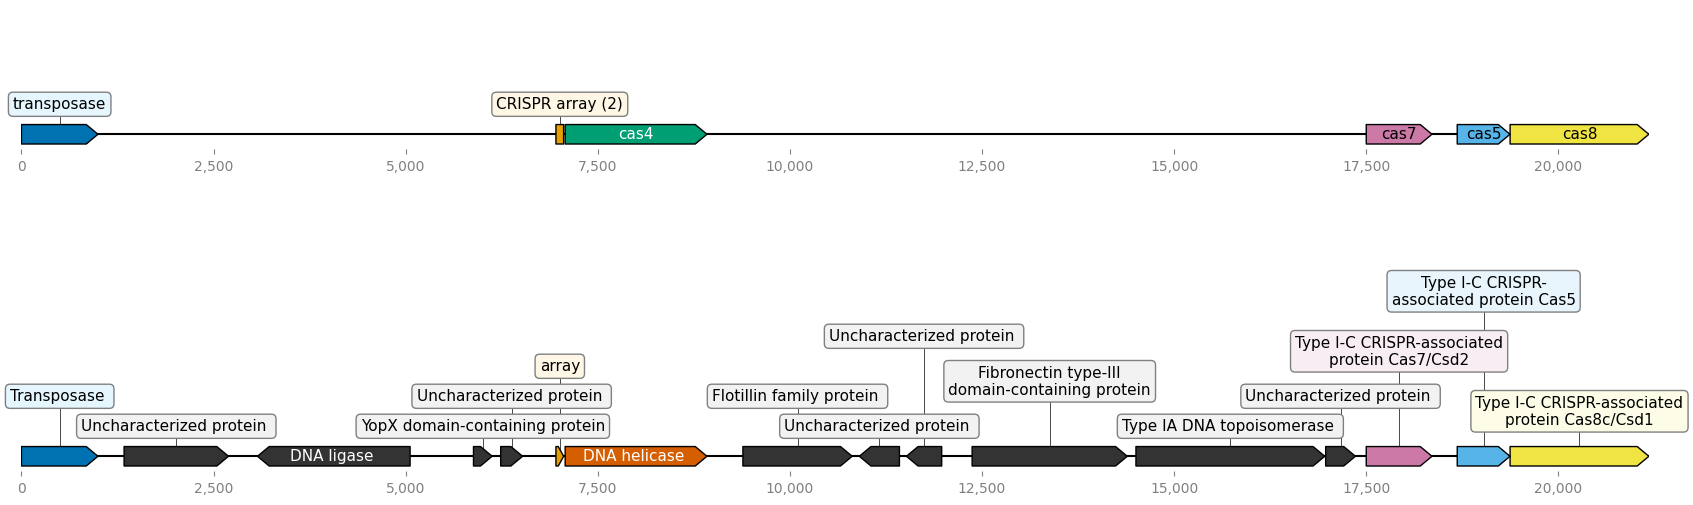 transposase
CRISPR array (2)
cas4
cas7
cas5
cas8
0
2,500
5,000
7,500
10,000
12,500
15,000
17,500
20,000
Type I-C CRISPR-
associated protein Cas5
Uncharacterized protein
Type I-C CRISPR-associated
protein Cas7/Csd2
array
Fibronectin type-III
domain-containing protein
Transposase
Uncharacterized protein
Flotillin family protein
Uncharacterized protein
Type I-C CRISPR-associated
protein Cas8c/Csd1
Uncharacterized protein
YopX domain-containing protein
Uncharacterized protein
Type IA DNA topoisomerase
DNA ligase
DNA helicase
0
2,500
5,000
7,500
10,000
12,500
15,000
17,500
20,000